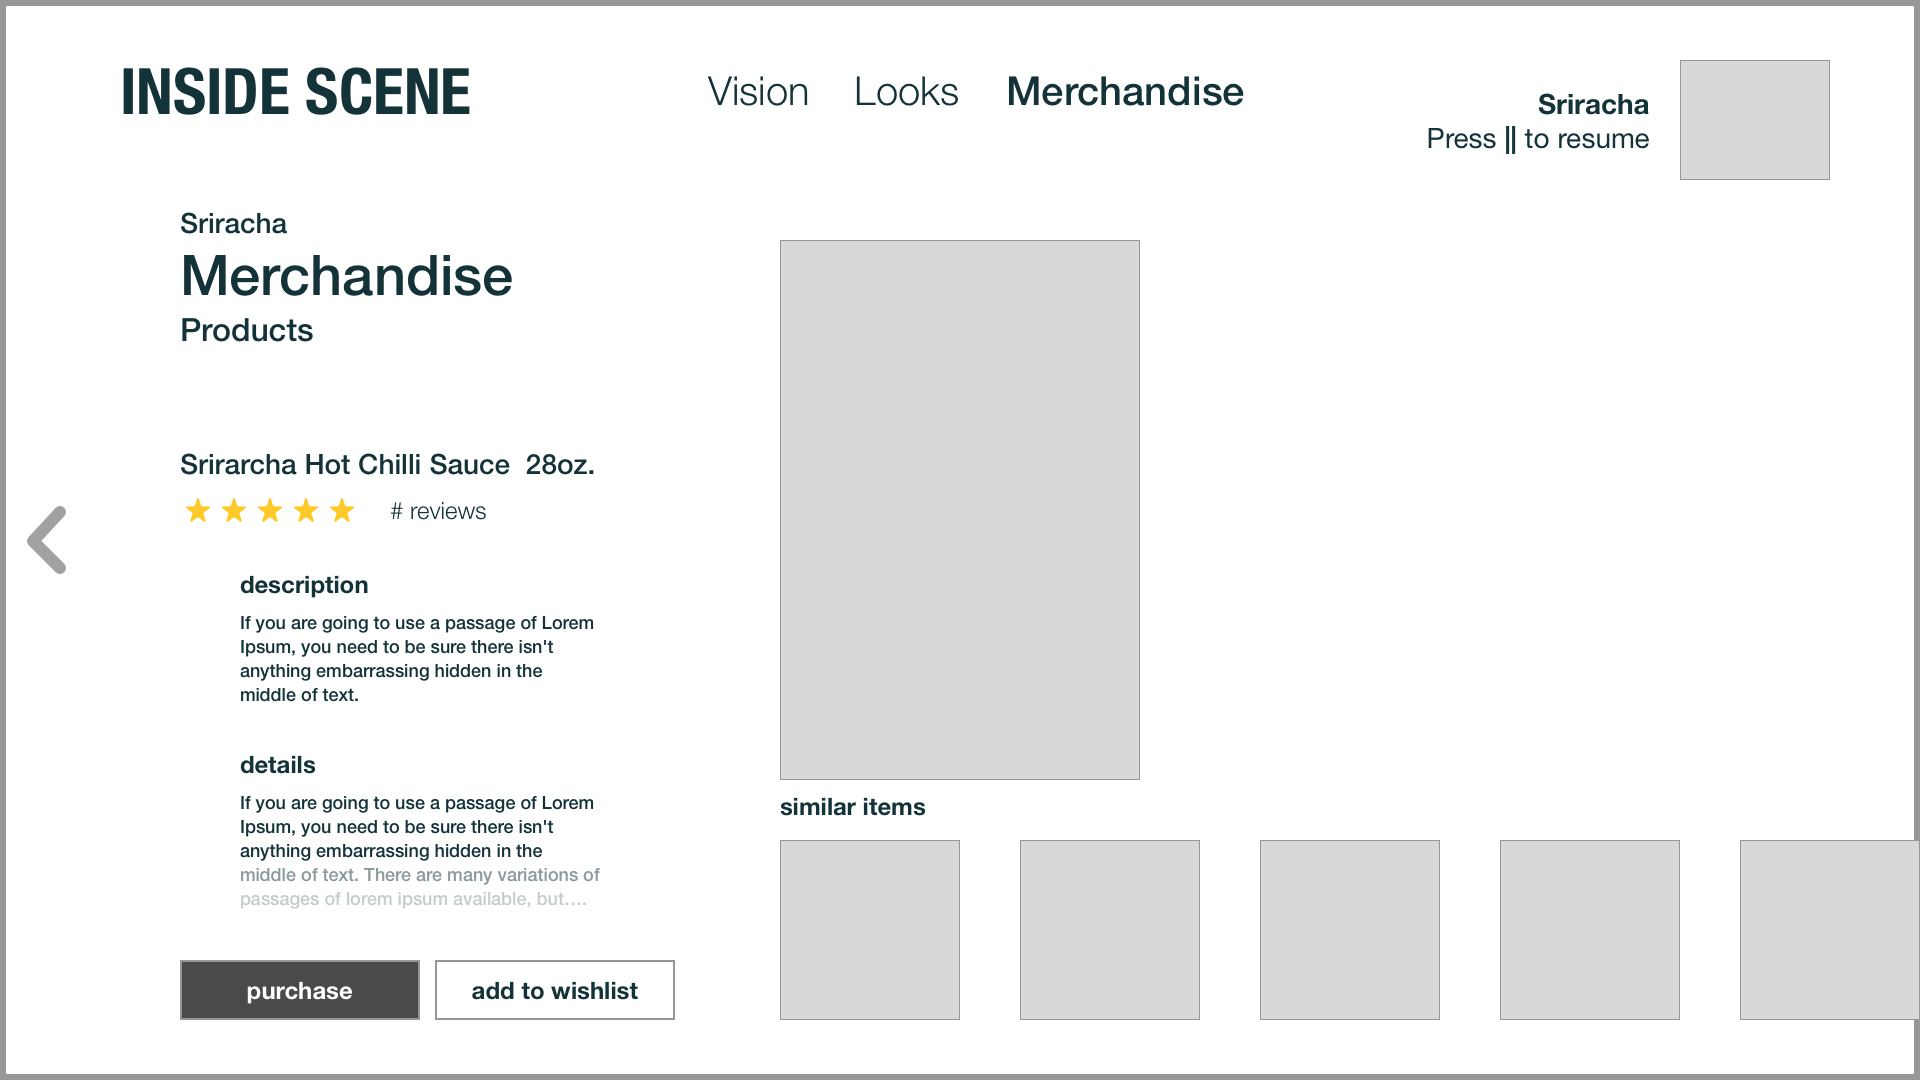 INSIDE SCENE
Vision Looks Merchandise
Sriracha
Press || to resume
Sriracha
Merchandise
Products
Srirarcha Hot Chilli Sauce 28oz.
# reviews
description
If you are going to use a passage of Lorem
Ipsum, you need to be sure there isn't
anything embarrassing hidden in the
middle of text.
details
If you are going to use a passage of Lorem
Ipsum, you need to be sure there isn't
anything embarrassing hidden in the
middle of text. There are many variations of
passages of lorem ipsum available, but....
purchase
add to wishlist
similar items